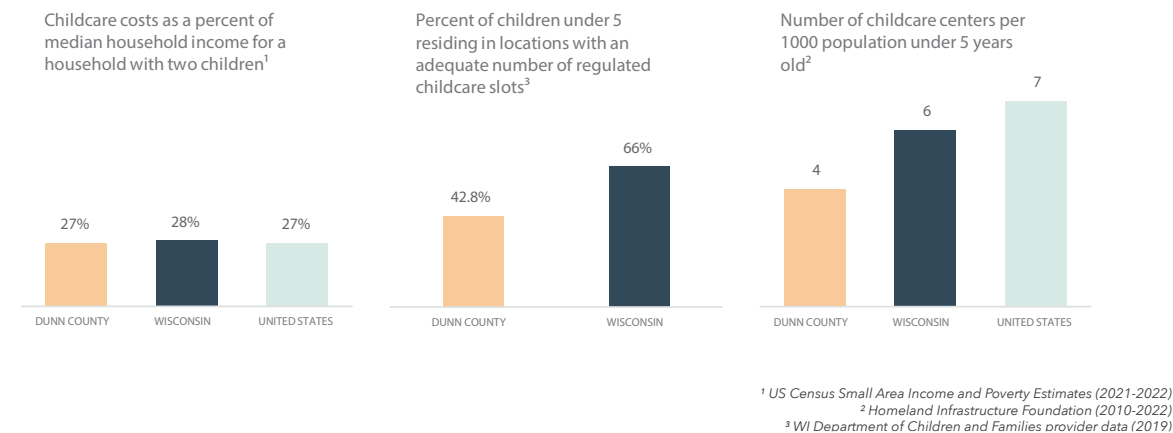 Childcare costs as a percent of
median household income for a
household with two children¹
27%
28%
27%
DUNN COUNTY
WISCONSIN
UNITED STATES
Percent of children under 5
residing in locations with an
adequate number of regulated
childcare slots³
42.8%
66%
DUNN COUNTY
WISCONSIN
Number of childcare centers per
1000 population under 5 years
old²
4
6
7
DUNN COUNTY
WISCONSIN
UNITED STATES
¹ US Census Small Area Income and Poverty Estimates (2021-2022)
² Homeland Infrastructure Foundation (2010-2022)
³ WI Department of Children and Families provider data (2019)